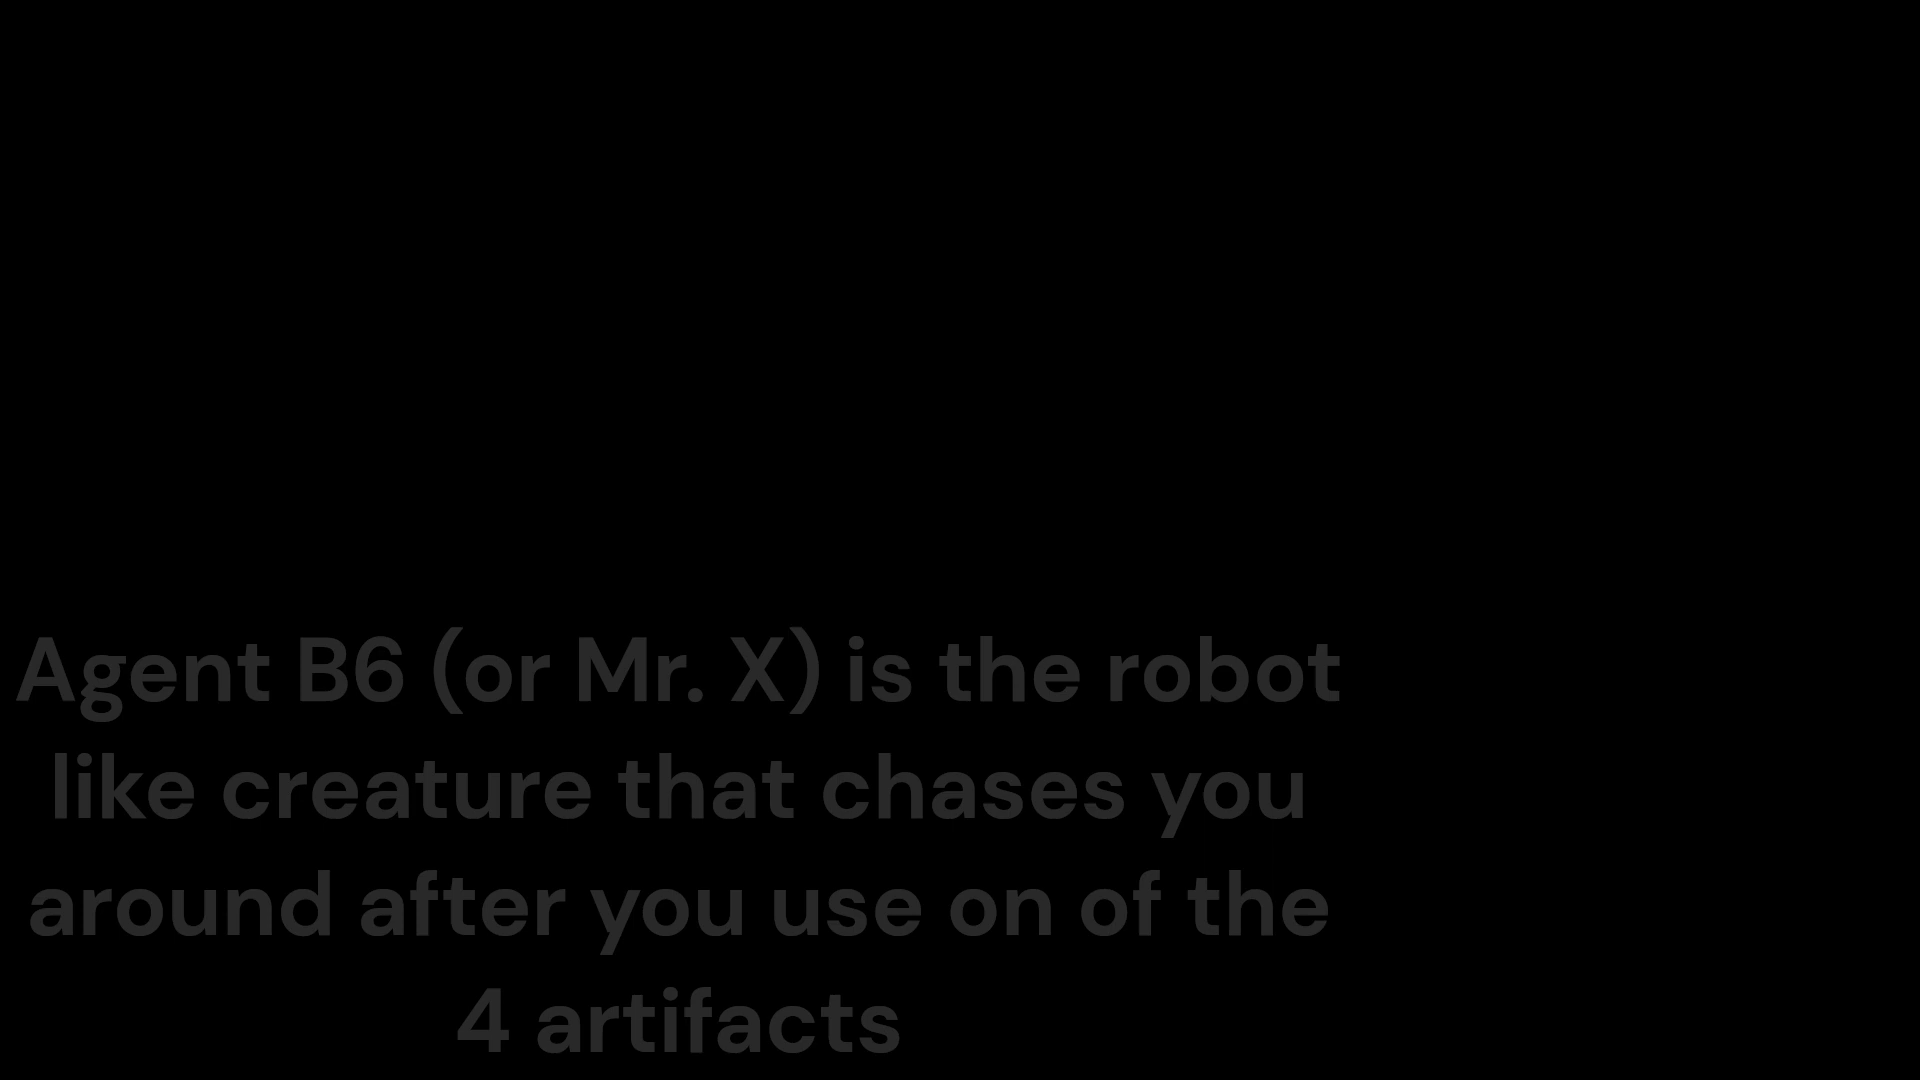 Agent B6 (or Mr. X) is the robot
like creature that chases you
around after you use on of the
4 artifacts